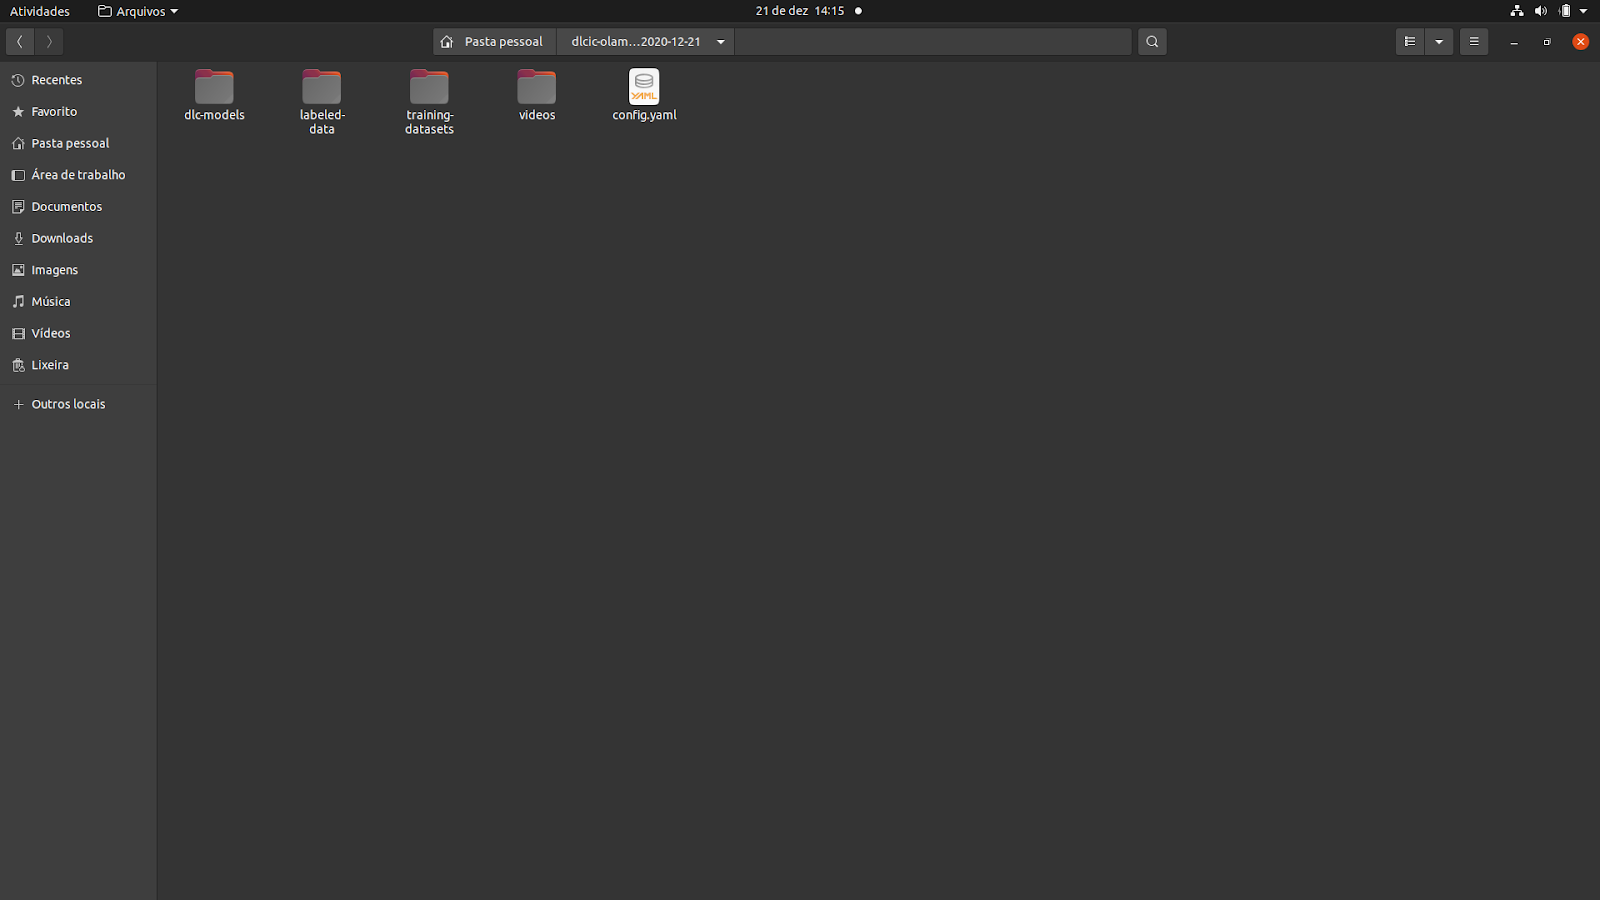 Atividades
Arquivos
21 de dez 14:15
Pasta pessoal
dlcic-olam...2020-12-21
Recentes
Favorito
Pasta pessoal
Área de trabalho
Documentos
Downloads
Imagens
Música
Vídeos
Lixeira
Outros locais
dlc-models
labeled-
data
training-
datasets
videos
YAML
config.yaml